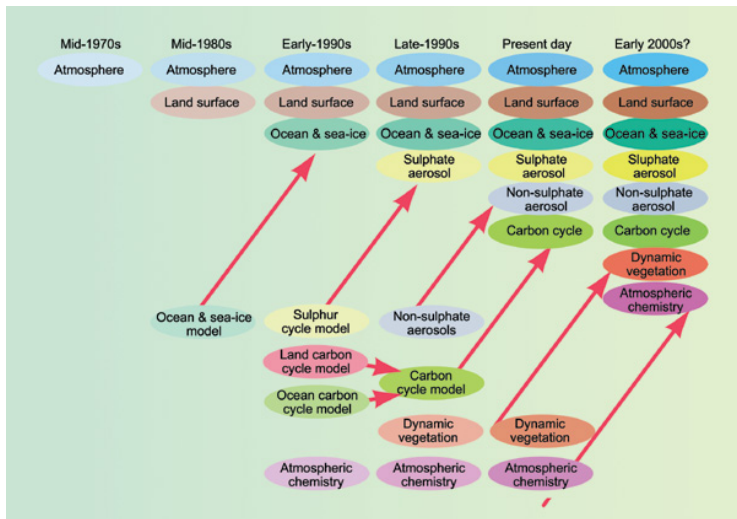 Mid-1970s Mid-1980s Early-1990s Late-1990s Present day Early 2000s?
Atmosphere Atmosphere Atmosphere Atmosphere Atmosphere Atmosphere
Land surface Land surface Land surface Land surface Land surface
Ocean & sea-ice Ocean & sea-ice Ocean & sea-ice Ocean & sea-ice
Sulphate Sulphate Sluphate
aerosol aerosol aerosol
Non-sulphate Non-sulphate
aerosol aerosol
Carbon cycle Carbon cycle
Dynamic
vegetation
Atmospheric
chemistry
Ocean & sea-ice Sulphur Non-sulphate
model cycle model aerosols
Land carbon
cycle model
Carbon
cycle model
Ocean carbon
cycle model
Dynamic Dynamic
vegetation vegetation
Atmospheric Atmospheric Atmospheric
chemistry chemistry chemistry